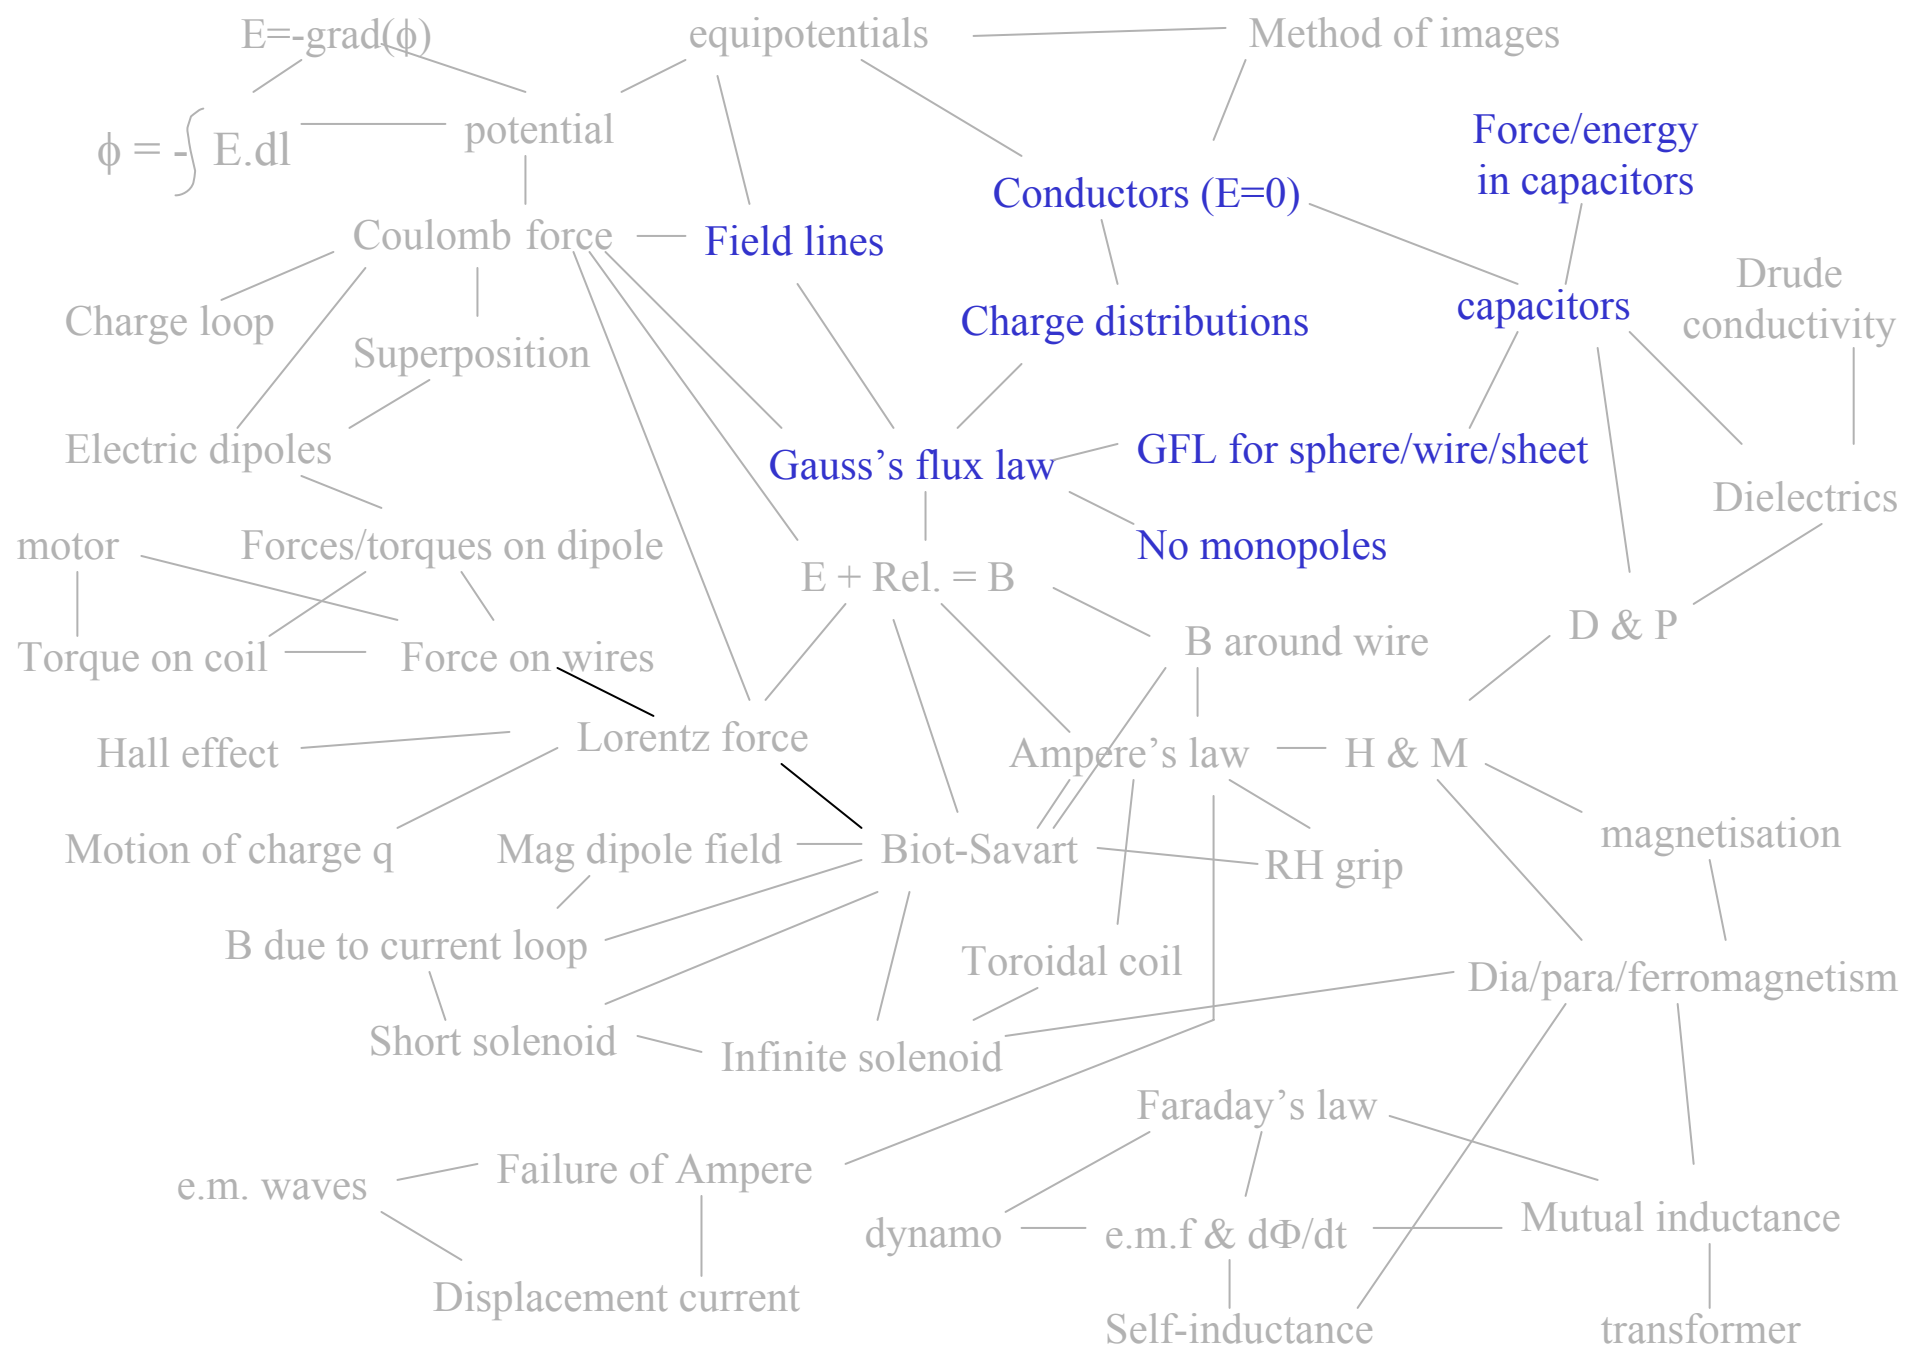 E=-grad(ϕ)
equipotentials
Method of images
ϕ = -∫ E.dl
potential
Force/energy
in capacitors
Conductors (E=0)
Coulomb force
Field lines
Drude
conductivity
Charge loop
Charge distributions
capacitors
Superposition
Electric dipoles
Gauss’s flux law
GFL for sphere/wire/sheet
Dielectrics
motor
Forces/torques on dipole
No monopoles
E + Rel. = B
D & P
Torque on coil
Force on wires
B around wire
Hall effect
Lorentz force
Ampere’s law
H & M
Motion of charge q
Mag dipole field
Biot-Savart
RH grip
magnetisation
B due to current loop
Toroidal coil
Dia/para/ferromagnetism
Short solenoid
Infinite solenoid
Faraday’s law
e.m. waves
Failure of Ampere
dynamo
e.m.f & dΦ/dt
Mutual inductance
Displacement current
Self-inductance
transformer